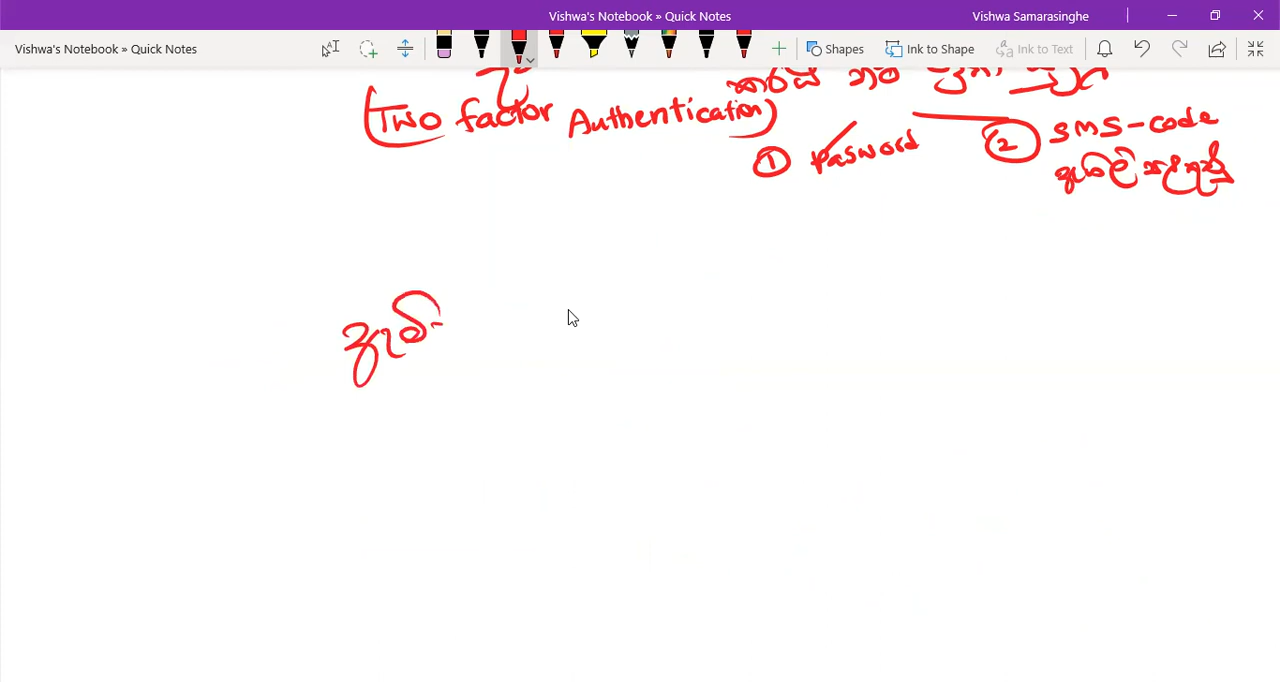 Vishwa's Notebook » Quick Notes
Vishwa Samarasinghe
Vishwa's Notebook » Quick Notes
Shapes
Ink to Shape
Ink to Text
(Two factor Authentication)
① Pasword
② SMS-code